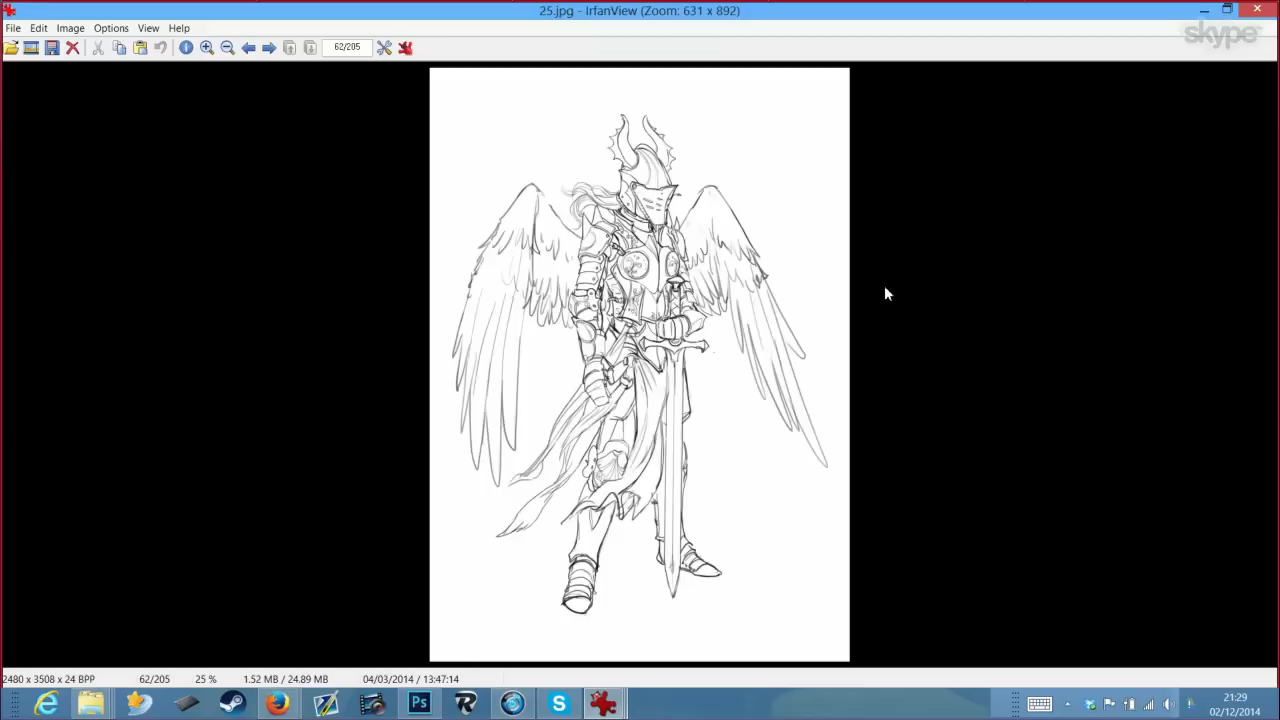 25.jpg - IrfanView (Zoom: 631 x 892)
File Edit Image Options View Help
skype
62/205
2480 x 3508 x 24 BPP 62/205 25 % 1.52 MB / 24.89 MB 04/03/2014 / 13:47:14
Ps
R
S
21:29
02/12/2014